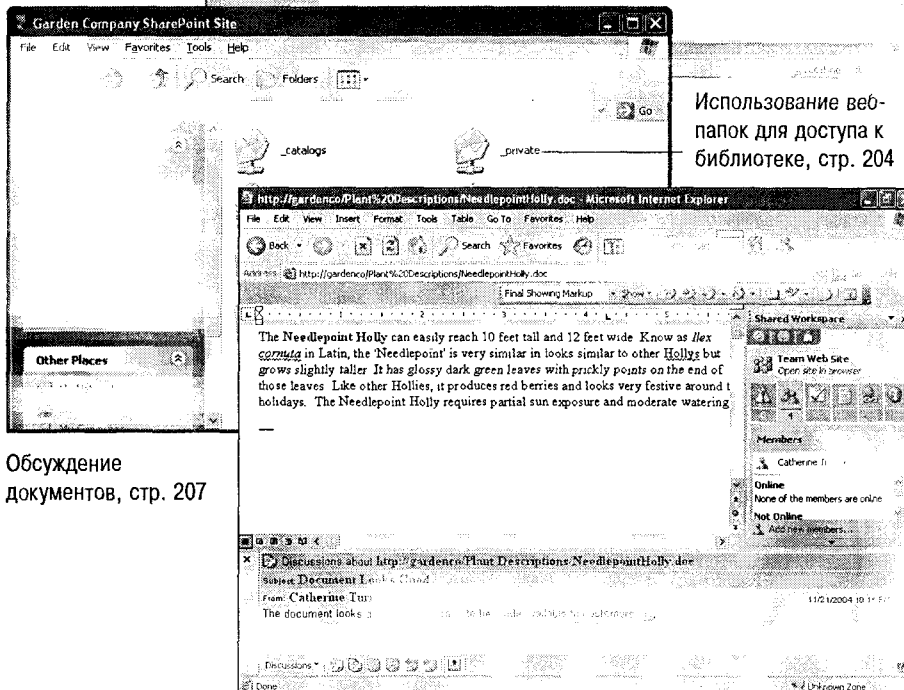 Garden Company SharePoint Site
File Edit View Favorites Tools Help
Search Folders
Go
_catalogs
_private
Other Places
Использование веб-
папок для доступа к
библиотеке, стр. 204
http://gardenco/Plant%20Descriptions/NeedlepointHolly.doc - Microsoft Internet Explorer
File Edit View Insert Format Tools Table Go To Favorites Help
Back Search Favorites
Address http://gardenco/Plant%20Descriptions/NeedlepointHolly.doc
Final Showing Markup Show
The Needlepoint Holly can easily reach 10 feet tall and 12 feet wide Know as Ilex
cornuta in Latin, the 'Needlepoint' is very similar in looks similar to other Hollys but
grows slightly taller It has glossy dark green leaves with prickly points on the end of
those leaves Like other Hollies, it produces red berries and looks very festive around t
holidays. The Needlepoint Holly requires partial sun exposure and moderate watering
Shared Workspace
Team Web Site
Open site in browser
Members
Catherine
Online
None of the members are online
Not Online
Add new members...
Обсуждение
документов, стр. 207
Discussions about http://gardenco/Plant Descriptions/NeedlepointHolly.doc
Subject: Document Looks Good
From: Catherine
11/21/2004
The document looks
Discussions
Done
Unknown Zone